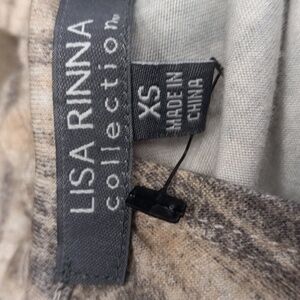 LISA RINNA
collection
XS
MADE IN
CHINA